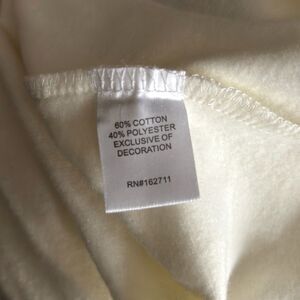 60% COTTON
40% POLYESTER
EXCLUSIVE OF
DECORATION
RN#162711